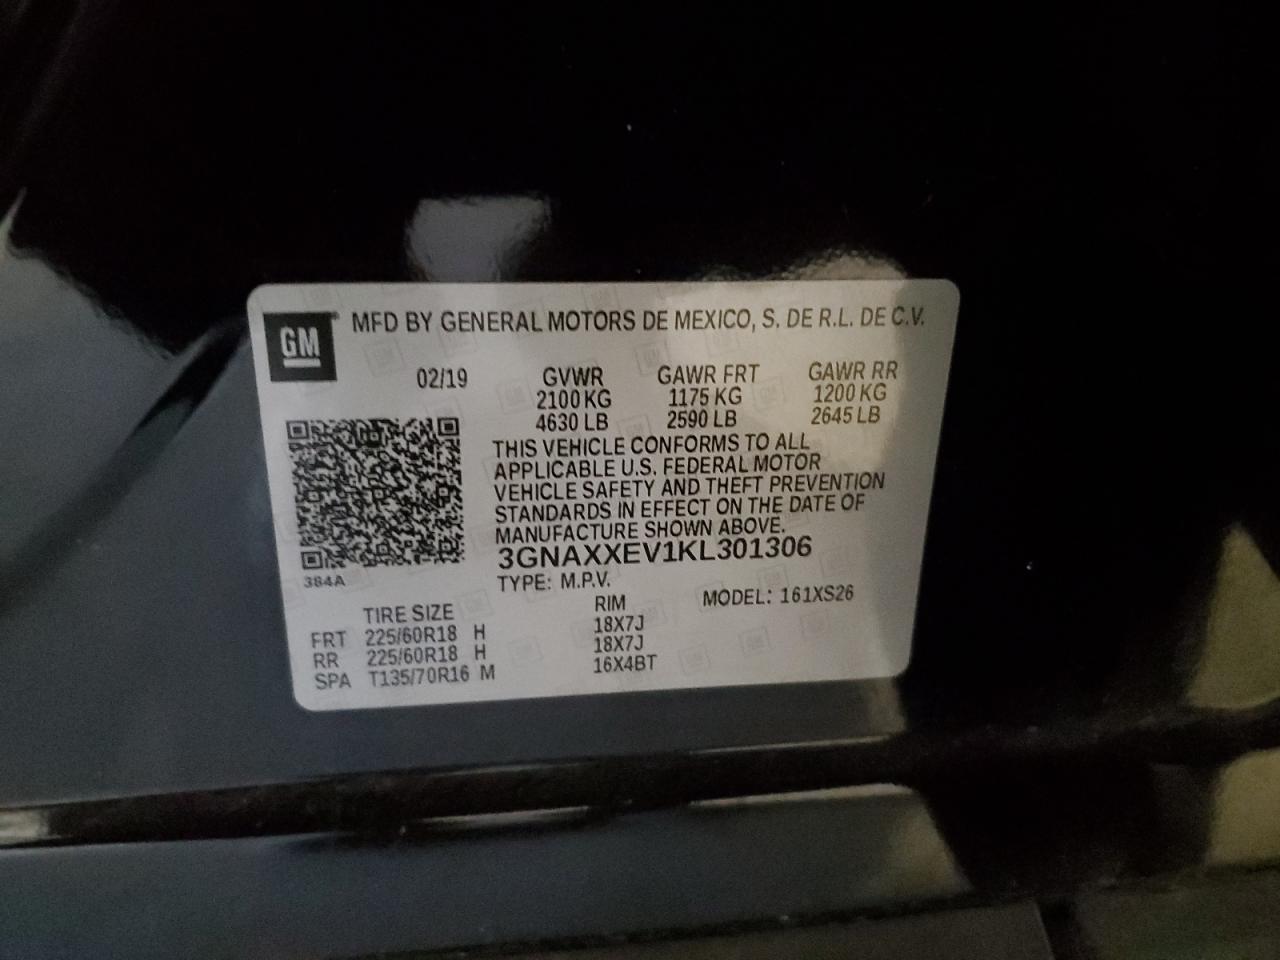 GM
MFD BY GENERAL MOTORS DE MEXICO, S. DE R.L. DE C.V.
02/19 GVWR GAWR FRT GAWR RR
2100 KG 1175 KG 1200 KG
4630 LB 2590 LB 2645 LB
THIS VEHICLE CONFORMS TO ALL
APPLICABLE U.S. FEDERAL MOTOR
VEHICLE SAFETY AND THEFT PREVENTION
STANDARDS IN EFFECT ON THE DATE OF
MANUFACTURE SHOWN ABOVE.
3GNAXXEV1KL301306
384A
TYPE: M.P.V.
TIRE SIZE RIM MODEL: 161XS26
FRT 225/60R18 H 18X7J
RR 225/60R18 H 18X7J
SPA T135/70R16 M 16X4BT